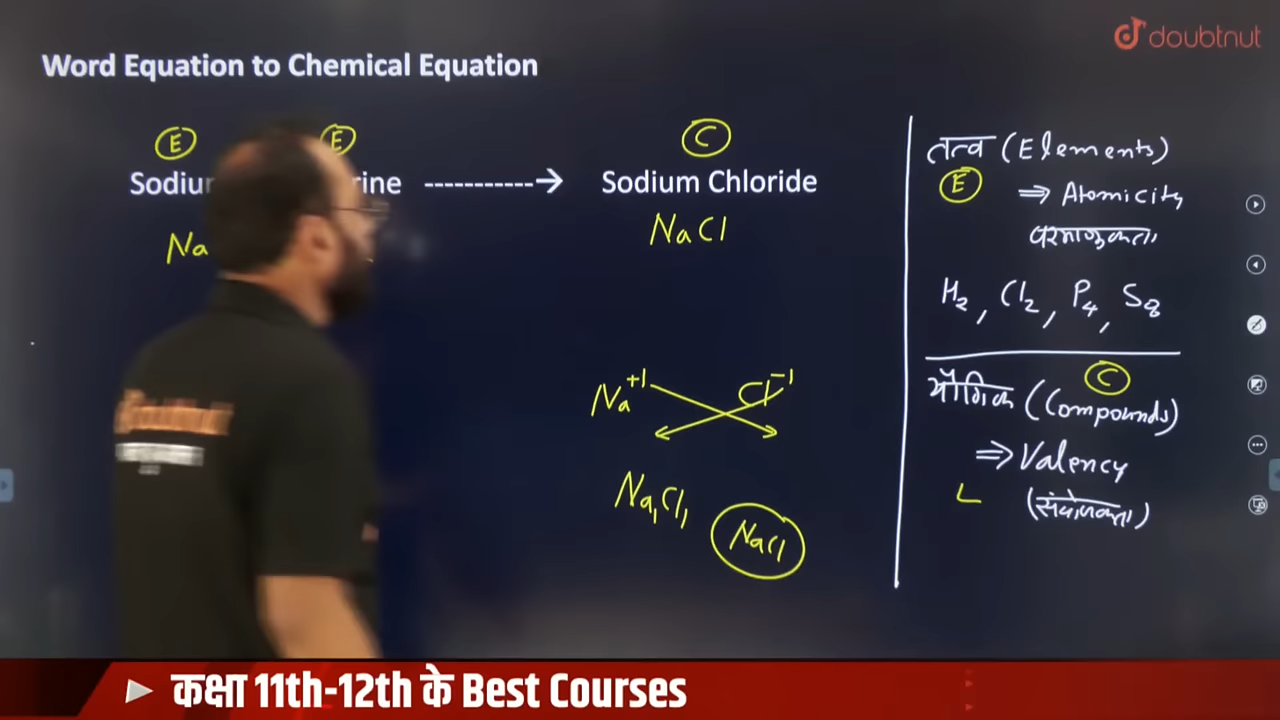 doubtnut
Word Equation to Chemical Equation
E E C
Sodium rine -----------→ Sodium Chloride
Na NaCl
Na+1 Cl-1
Na1Cl1
NaCl
तत्व (Elements)
E ⇒ Atomicity
परमाणुकता
H2, Cl2, P4, S8
C
यौगिक (Compounds)
⇒ Valency
(संयोजकता)
कक्षा 11th-12th के Best Courses